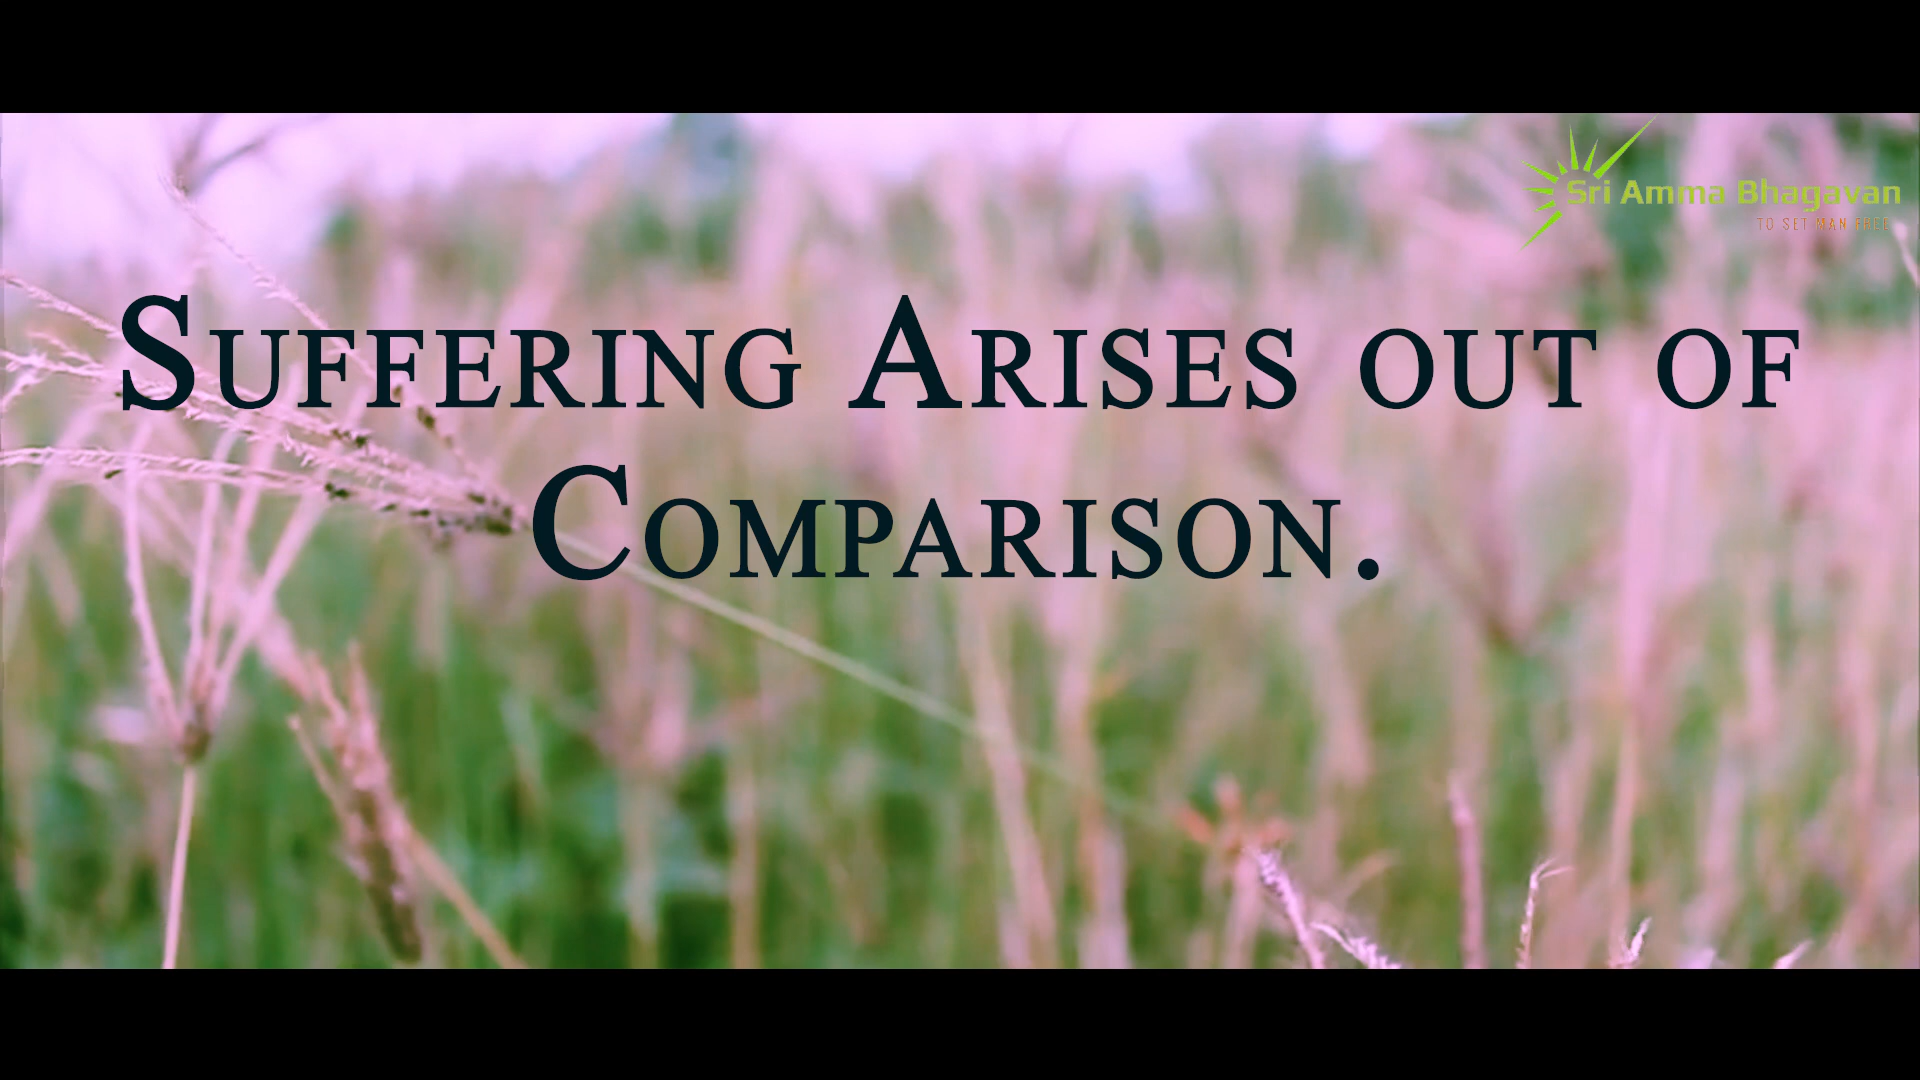 Sri Amma Bhagavan
TO SET MAN FREE
Suffering Arises out of
Comparison.